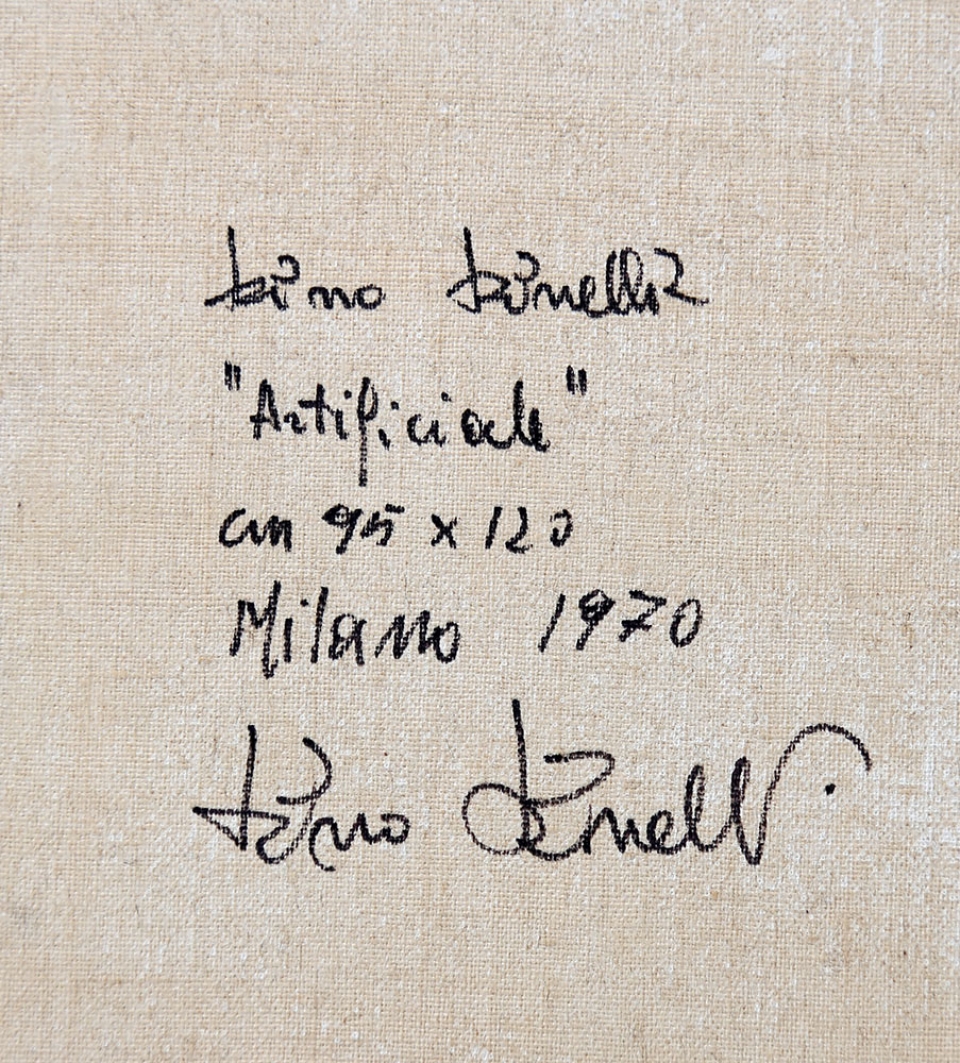 Pino Pinelli
"Artificiale"
cm 95 x 120
Milano 1970
Pino Pinelli